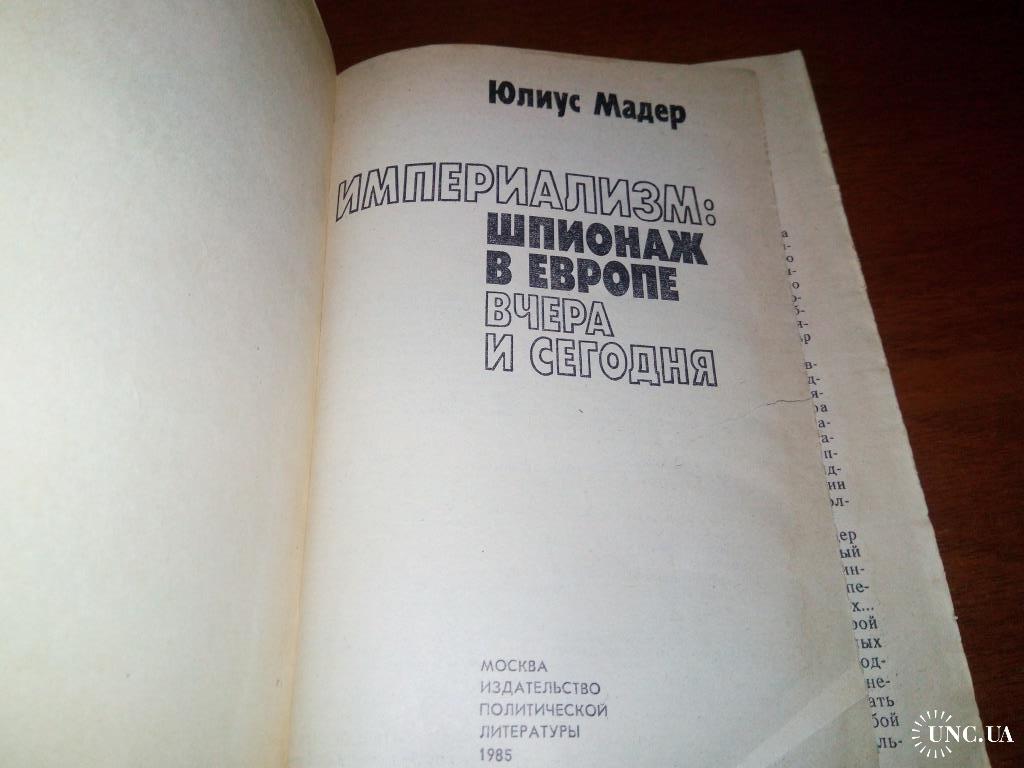 Юлиус Мадер
ИМПЕРИАЛИЗМ:
ШПИОНАЖ
В ЕВРОПЕ
ВЧЕРА
И СЕГОДНЯ
МОСКВА
ИЗДАТЕЛЬСТВО
ПОЛИТИЧЕСКОЙ
ЛИТЕРАТУРЫ
1985
UNC.UA